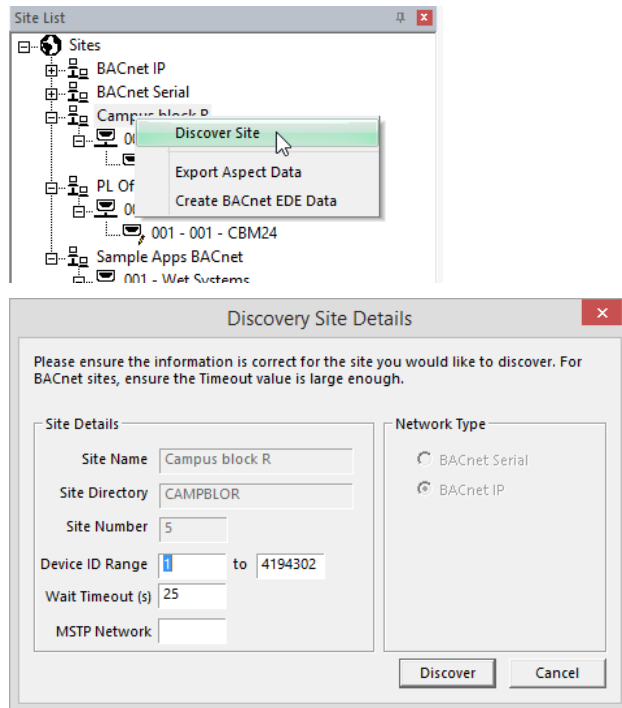 Site List
Sites
BACnet IP
BACnet Serial
Campus block R
Discover Site
Export Aspect Data
PL Of
Create BACnet EDE Data
001 - 001 - CBM24
Sample Apps BACnet
001 - Wet Systems
Discovery Site Details
Please ensure the information is correct for the site you would like to discover. For
BACnet sites, ensure the Timeout value is large enough.
Site Details
Site Name Campus block R
Site Directory CAMPBLOR
Site Number 5
Device ID Range 1 to 4194302
Wait Timeout (s) 25
MSTP Network
Network Type
BACnet Serial
BACnet IP
Discover Cancel